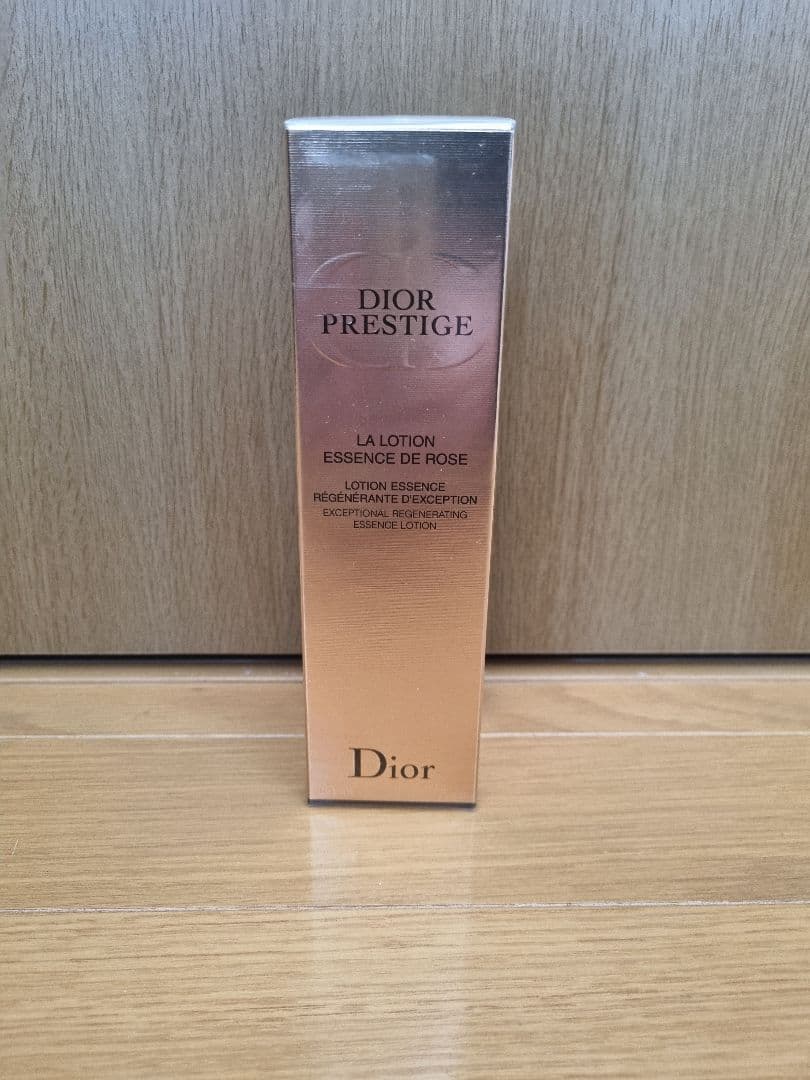 DIOR
PRESTIGE
LA LOTION
ESSENCE DE ROSE
LOTION ESSENCE
RÉGÉNÉRANTE D'EXCEPTION
EXCEPTIONAL REGENERATING
ESSENCE LOTION
Dior